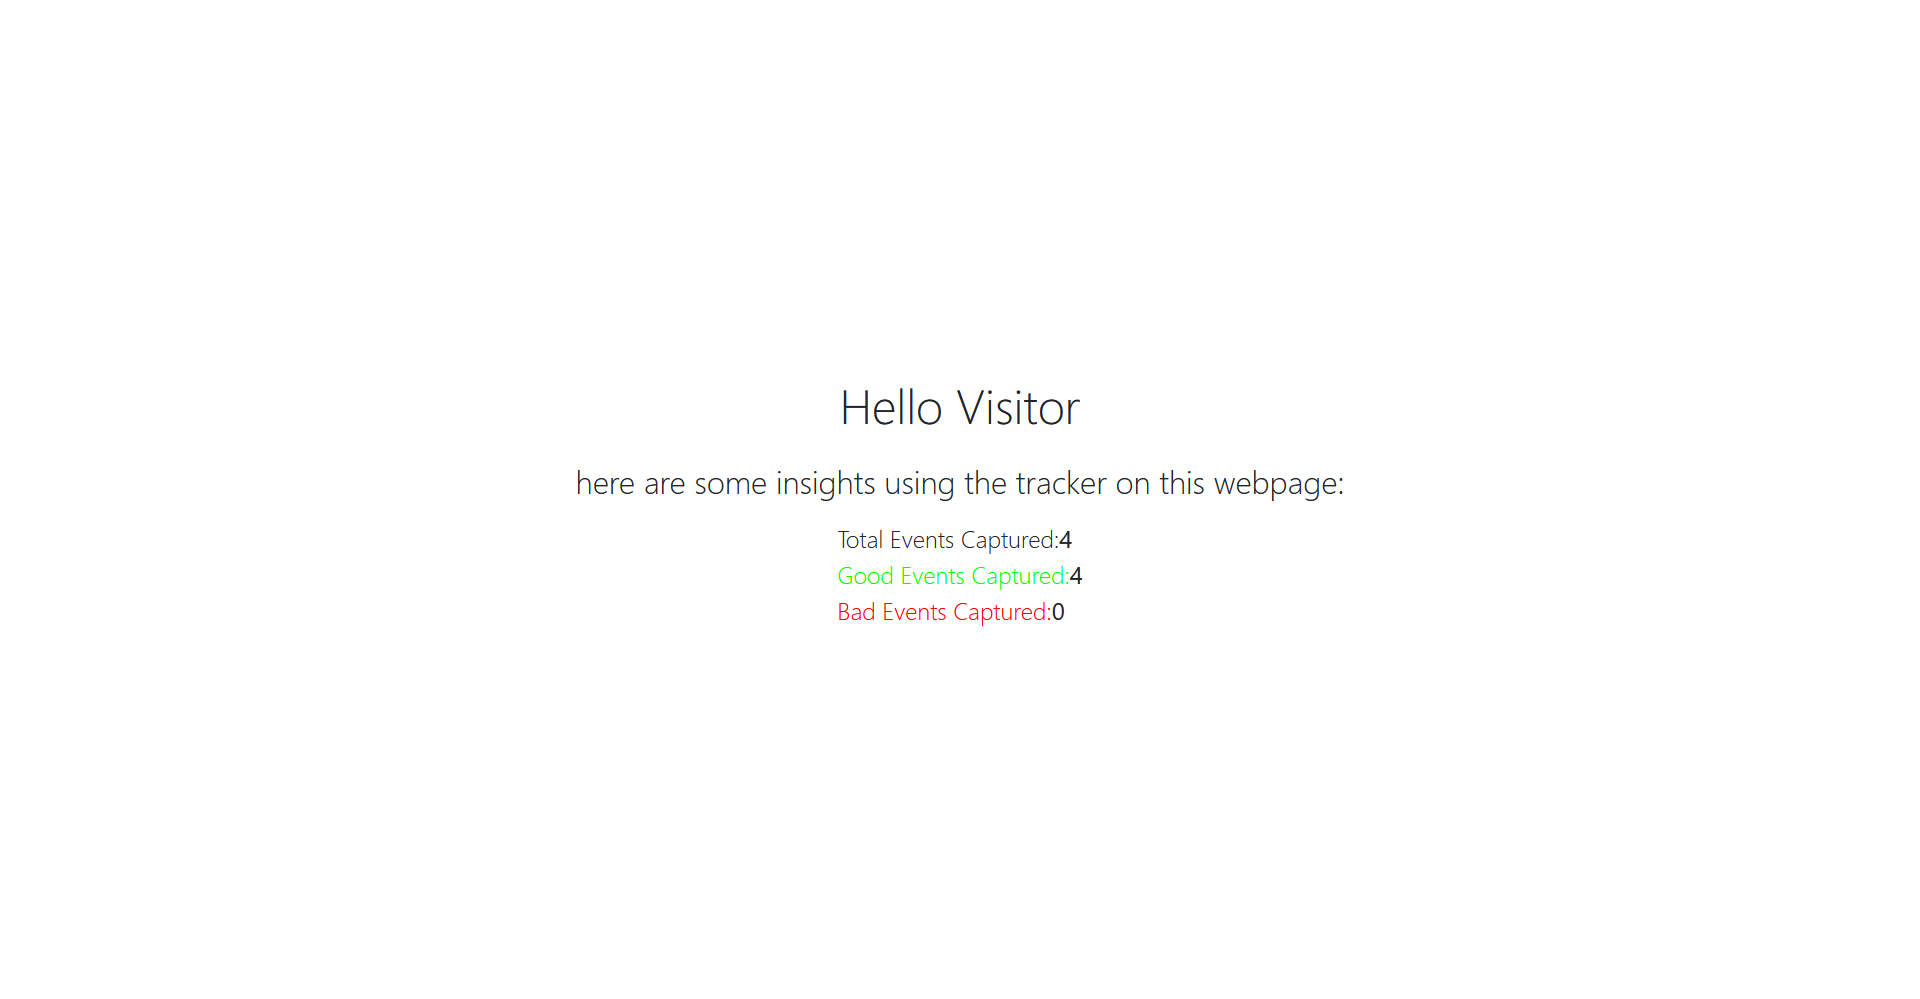 Hello Visitor
here are some insights using the tracker on this webpage:
Total Events Captured:4
Good Events Captured:4
Bad Events Captured:0